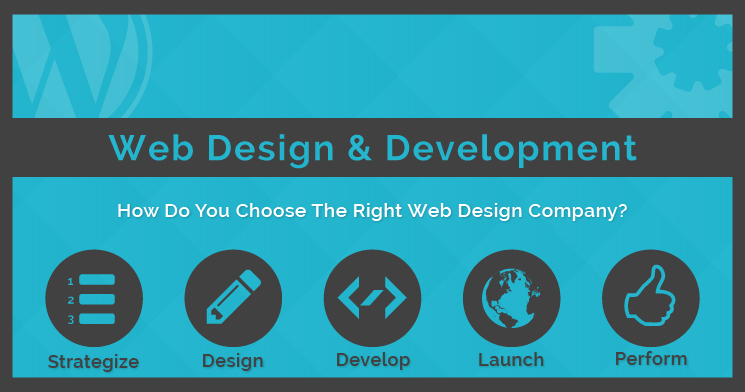 Web Design & Development
How Do You Choose The Right Web Design Company?
1
2
3
Strategize
Design
Develop
Launch
Perform